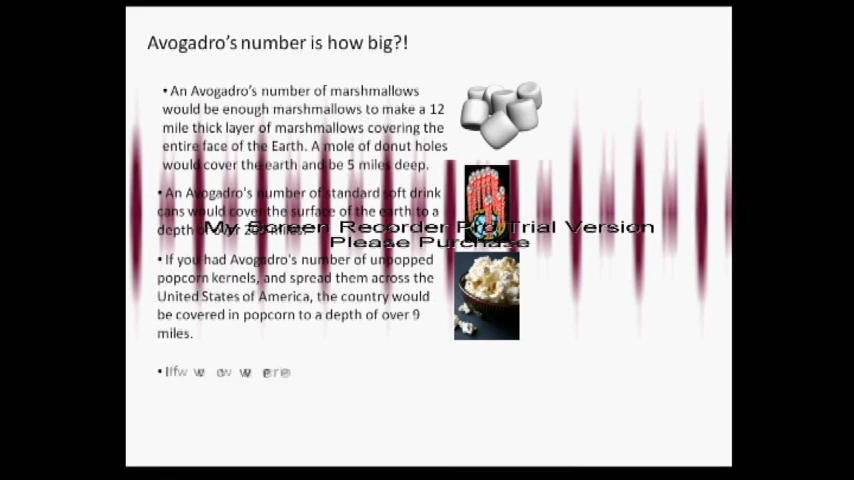 Avogadro's number is how big?!
• An Avogadro's number of marshmallows
would be enough marshmallows to make a 12
mile thick layer of marshmallows covering the
entire face of the Earth. A mole of donut holes
would cover the earth and be 5 miles deep.
• An Avogadro's number of standard soft drink
cans would cover the surface of the earth to a
depth of over miles.
My Screen Recorder Pro Trial Version
Please Purchase
• If you had Avogadro's number of unpopped
popcorn kernels, and spread them across the
United States of America, the country would
be covered in popcorn to a depth of over 9
miles.